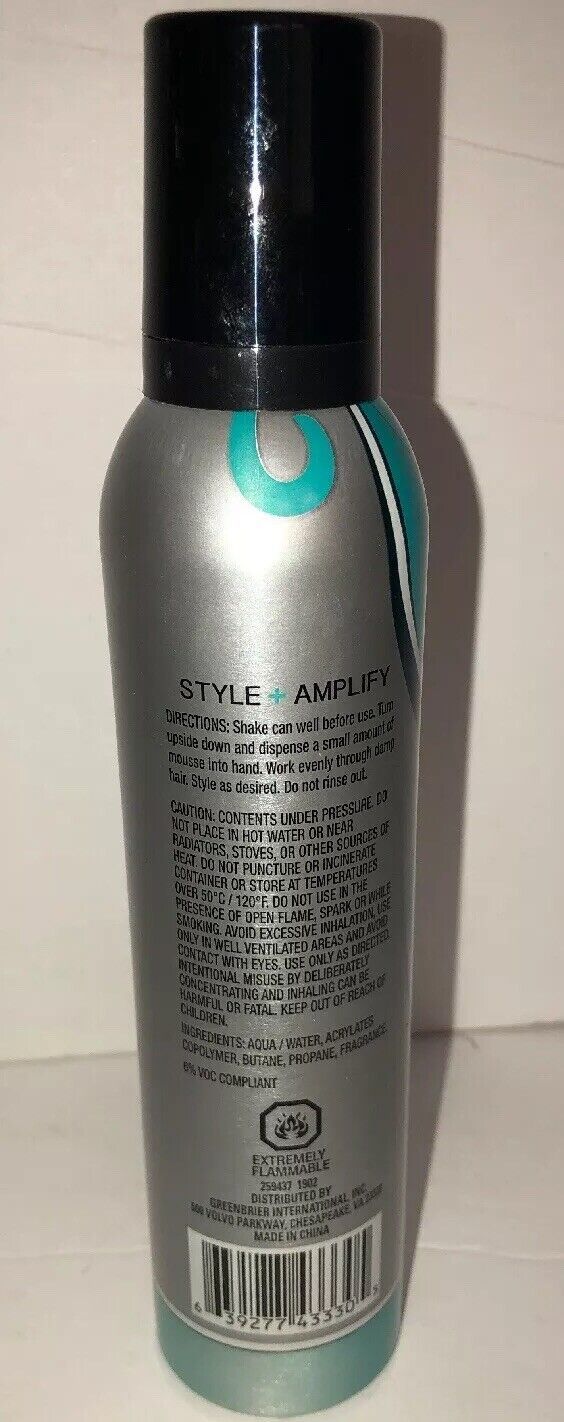 STYLE + AMPLIFY
DIRECTIONS: Shake can well before use. Turn
upside down and dispense a small amount of
mousse into hand. Work evenly through damp
hair. Style as desired. Do not rinse out.
CAUTION: CONTENTS UNDER PRESSURE. DO
NOT PLACE IN HOT WATER OR NEAR
RADIATORS, STOVES, OR OTHER SOURCES OF
HEAT. DO NOT PUNCTURE OR INCINERATE
CONTAINER OR STORE AT TEMPERATURES
OVER 50°C / 120°F. DO NOT USE IN THE
PRESENCE OF OPEN FLAME, SPARK OR WHILE
SMOKING. AVOID EXCESSIVE INHALATION, USE
ONLY IN WELL VENTILATED AREAS AND AVOID
CONTACT WITH EYES. USE ONLY AS DIRECTED.
INTENTIONAL MISUSE BY DELIBERATELY
CONCENTRATING AND INHALING CAN BE
HARMFUL OR FATAL. KEEP OUT OF REACH OF
CHILDREN.
INGREDIENTS: AQUA / WATER, ACRYLATES
COPOLYMER, BUTANE, PROPANE, FRAGRANCE.
6% VOC COMPLIANT
EXTREMELY
FLAMMABLE
259437 1902
DISTRIBUTED BY
GREENBRIER INTERNATIONAL, INC.
500 VOLVO PARKWAY, CHESAPEAKE, VA 23320
MADE IN CHINA
6 39277 43330 5